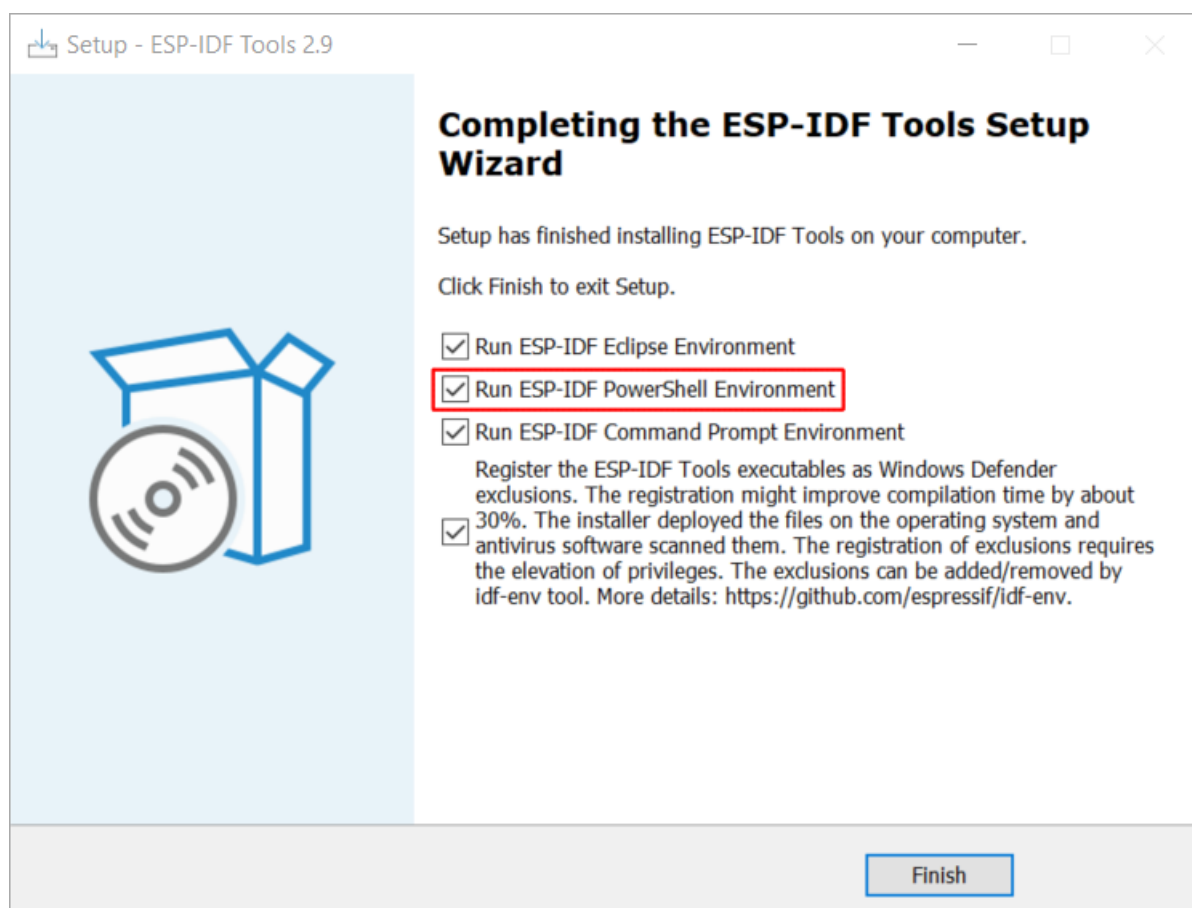 Setup - ESP-IDF Tools 2.9
Completing the ESP-IDF Tools Setup
Wizard
Setup has finished installing ESP-IDF Tools on your computer.
Click Finish to exit Setup.
Run ESP-IDF Eclipse Environment
Run ESP-IDF PowerShell Environment
Run ESP-IDF Command Prompt Environment
Register the ESP-IDF Tools executables as Windows Defender
exclusions. The registration might improve compilation time by about
30%. The installer deployed the files on the operating system and
antivirus software scanned them. The registration of exclusions requires
the elevation of privileges. The exclusions can be added/removed by
idf-env tool. More details: https://github.com/espressif/idf-env.
Finish